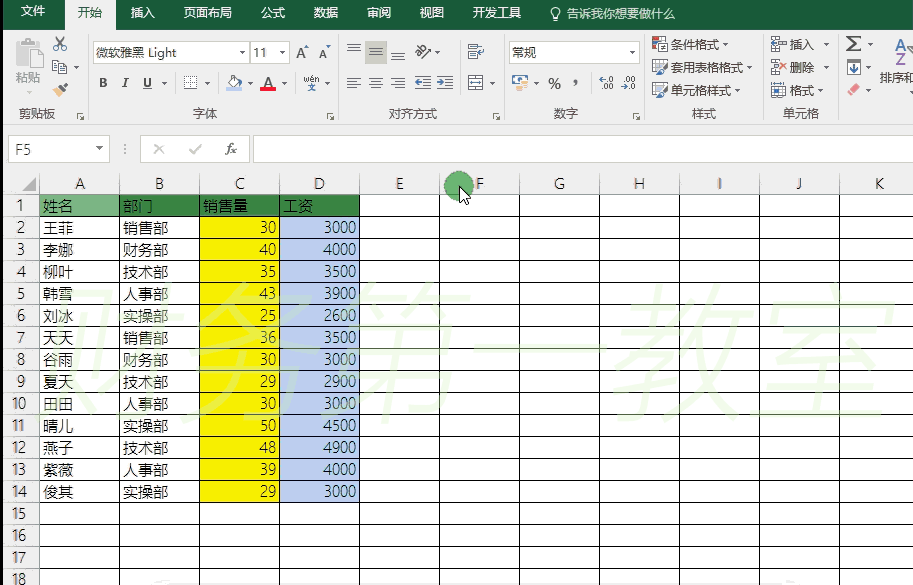 文件 开始 插入 页面布局 公式 数据 审阅 视图 开发工具 告诉我你想要做什么
微软雅黑 Light 11 A A 常规 条件格式 插入 Σ A
粘贴 B I U A wén 文 % , .00 .00 套用表格格式 删除 Z 排序和
单元格样式 格式
剪贴板 字体 对齐方式 数字 样式 单元格
F5 fx
A B C D E F G H I J K
1 姓名 部门 销售量 工资
2 王菲 销售部 30 3000
3 李娜 财务部 40 4000
4 柳叶 技术部 35 3500
5 韩雪 人事部 43 3900
6 刘冰 实操部 25 2600
7 天天 销售部 36 3500
8 谷雨 财务部 30 3000
9 夏天 技术部 29 2900
10 田田 人事部 30 3000
11 晴儿 实操部 50 4500
12 燕子 技术部 48 4900
13 紫薇 人事部 39 4000
14 俊其 实操部 29 3000
15
16
17
18
财务第一教室